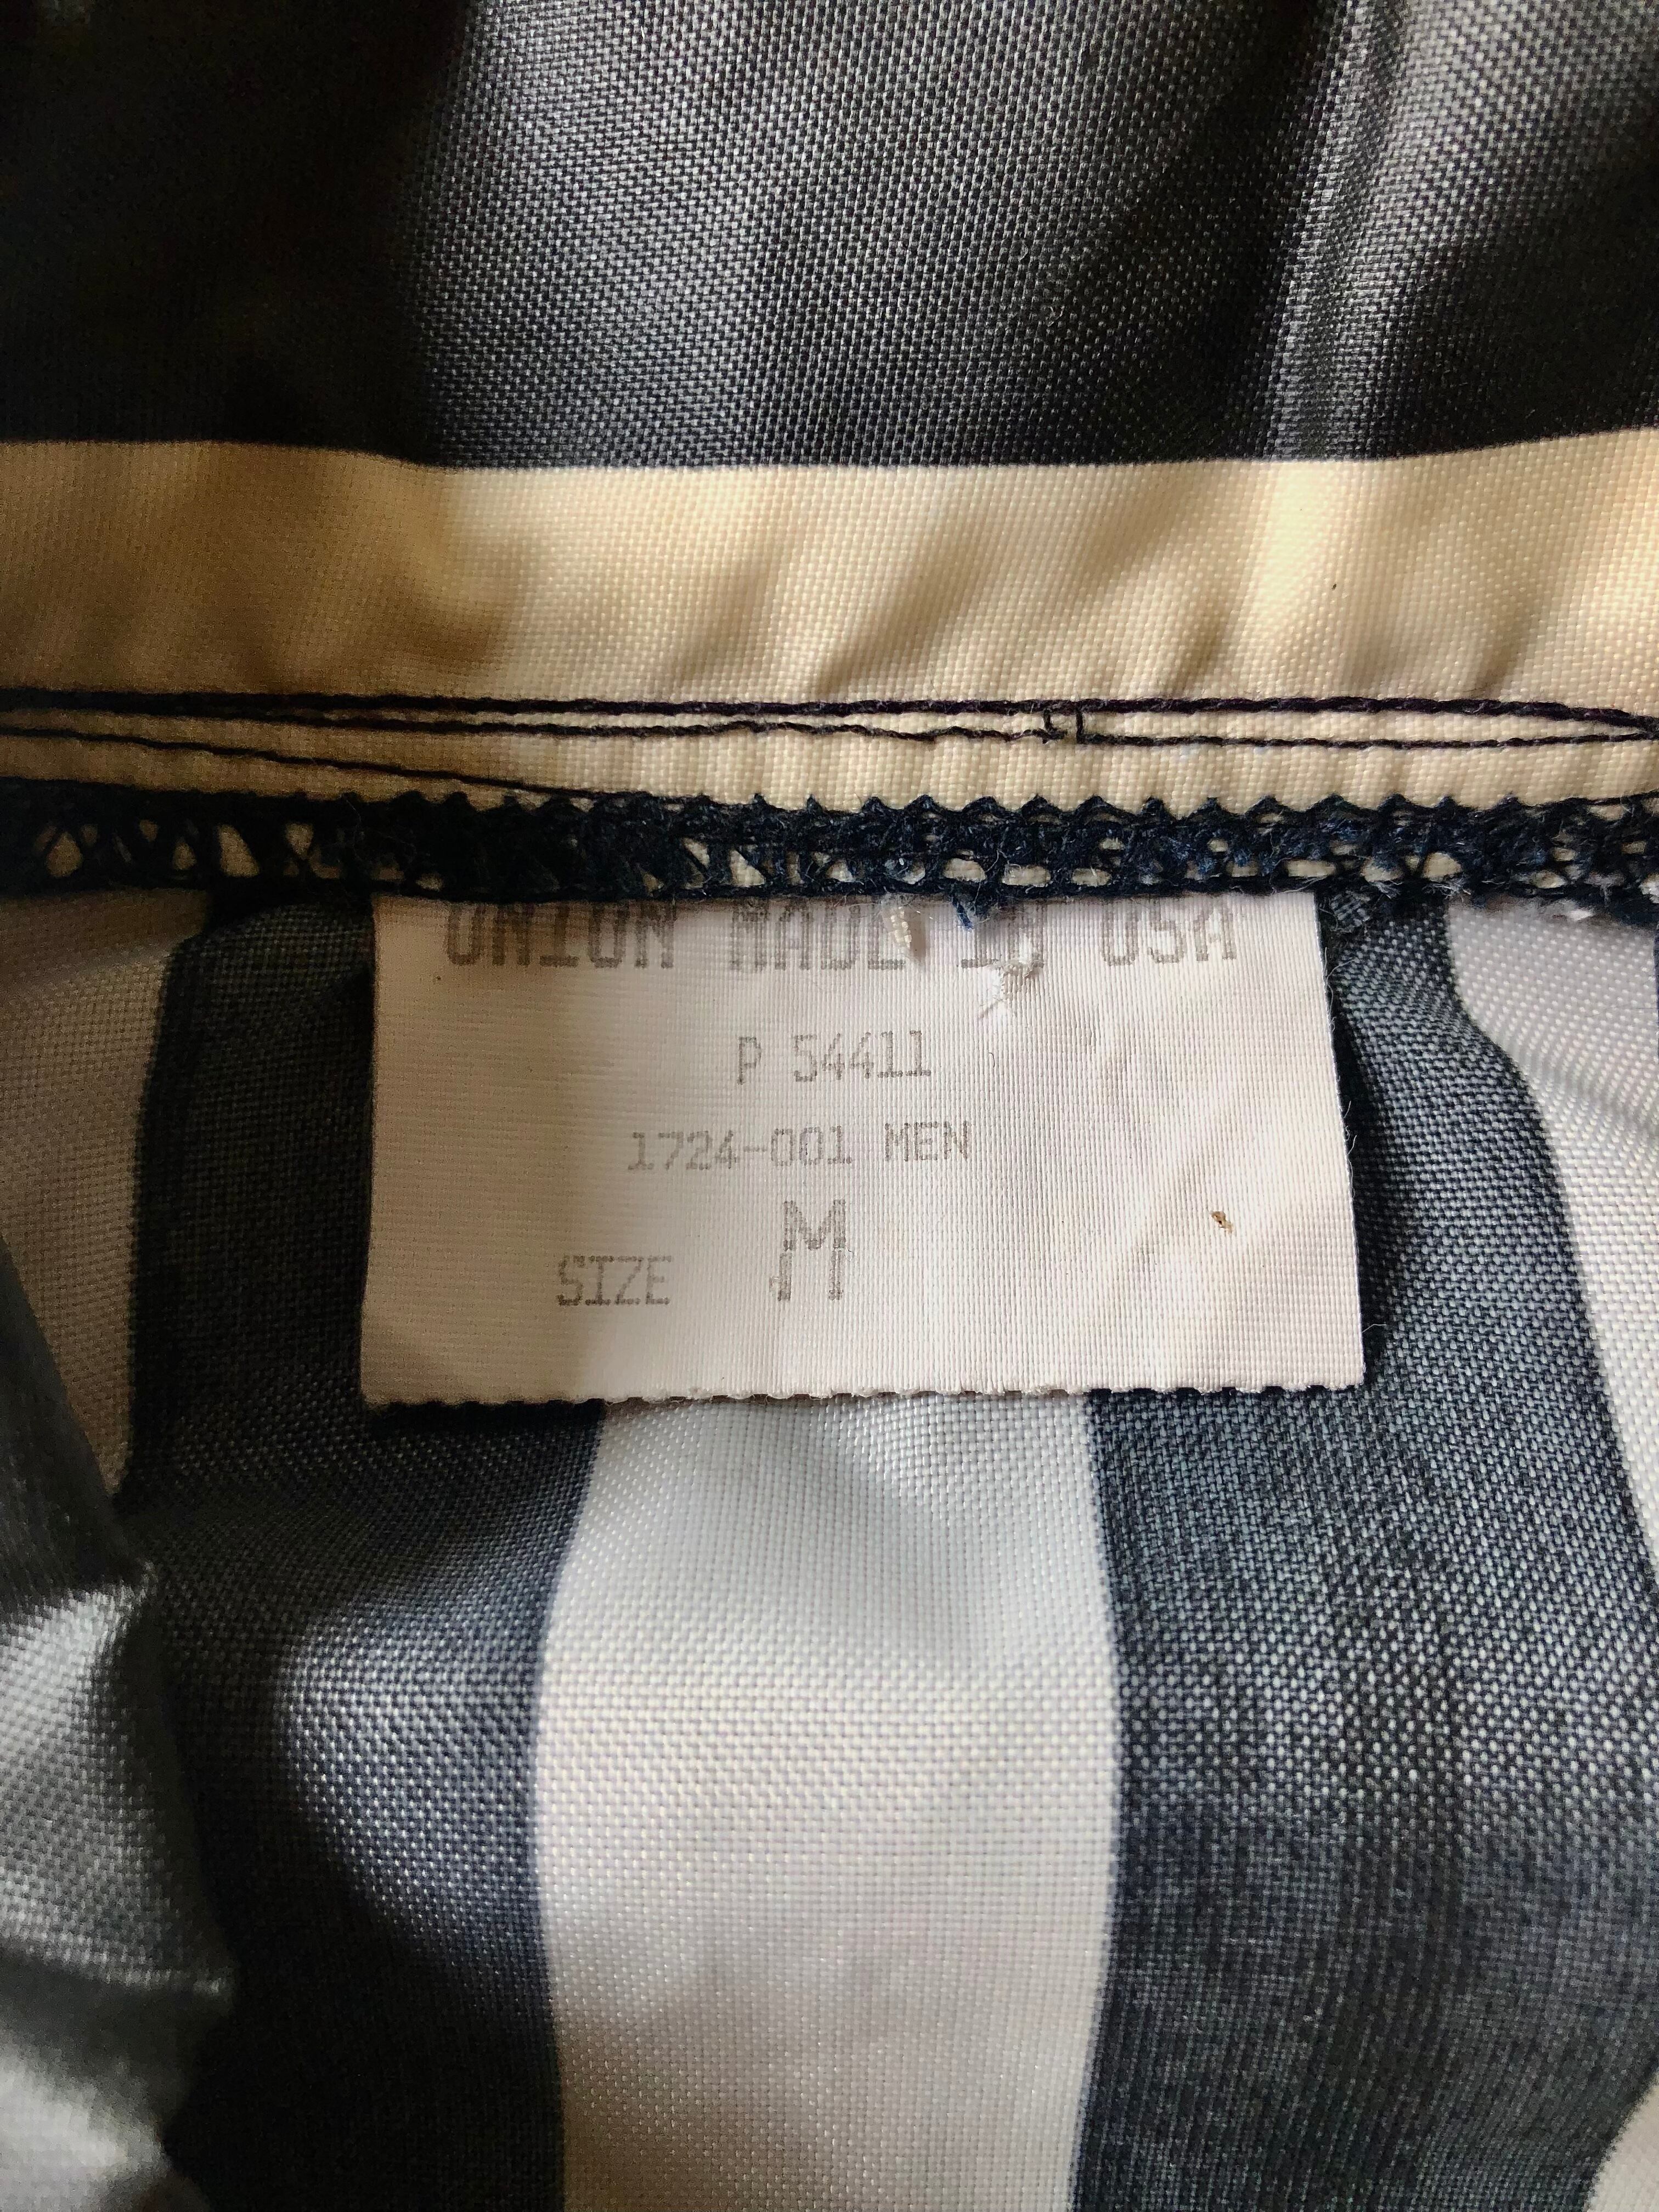 UNION MADE IN USA
P 54411
1724-001 MEN
SIZE M